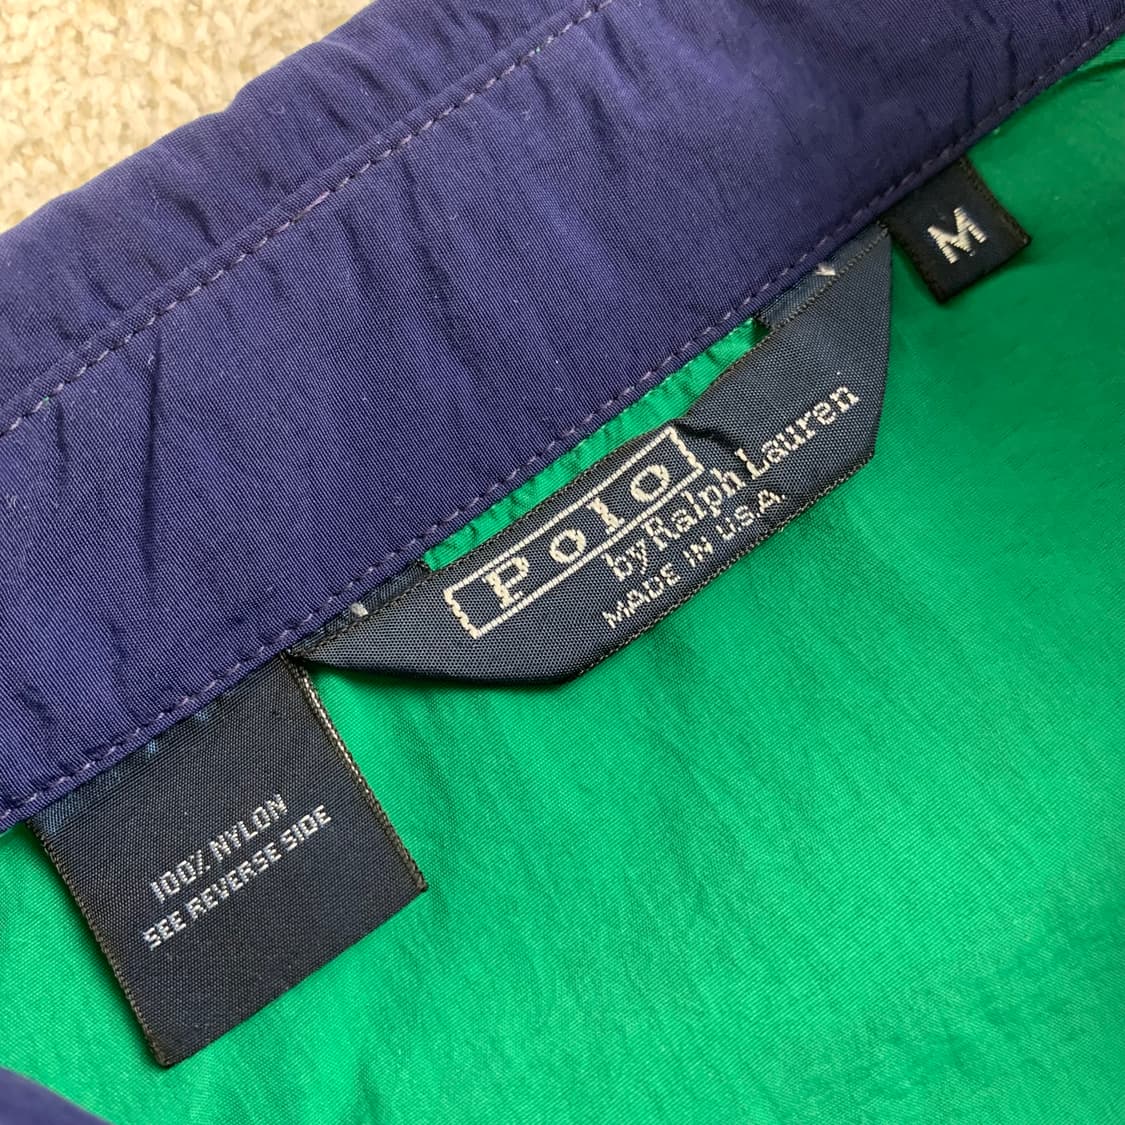 M
POLO
by Ralph Lauren
MADE IN U.S.A.
100% NYLON
SEE REVERSE SIDE